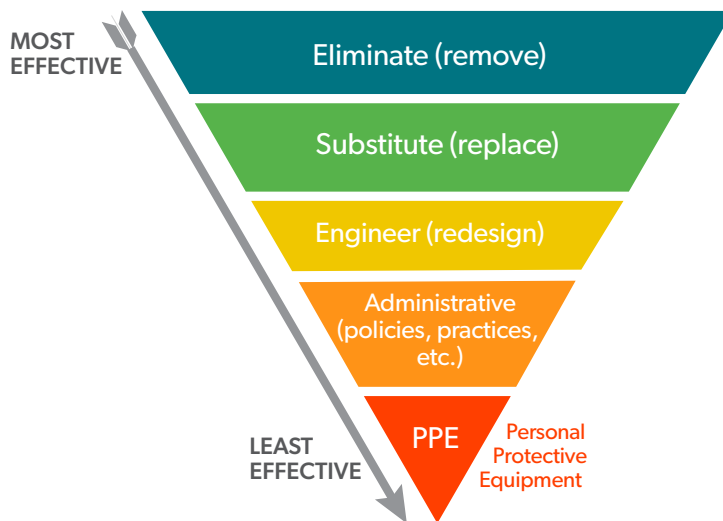 MOST
EFFECTIVE
Eliminate (remove)
Substitute (replace)
Engineer (redesign)
Administrative
(policies, practices,
etc.)
LEAST
EFFECTIVE
PPE
Personal
Protective
Equipment